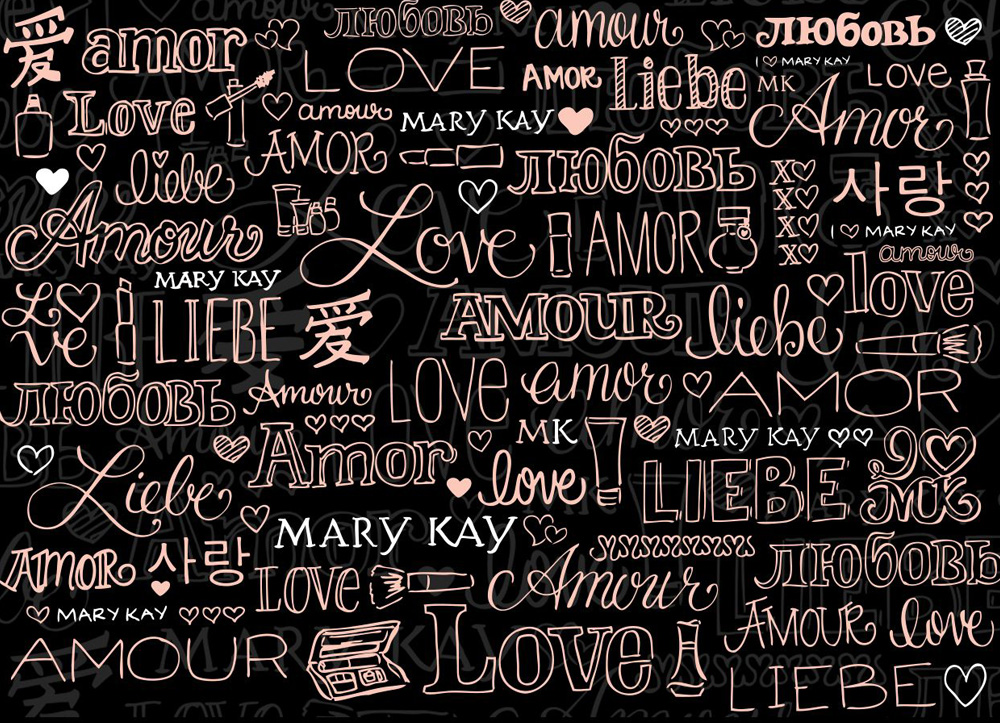 爱 amor любовь amour любовь
LOVE AMOR Liebe I ♡ MARY KAY
MK LOVE
Love amour MARY KAY Amor
AMOR любовь
liebe X♡ 사랑
X♡
Amour Love AMOR X♡ I ♡ MARY KAY
X♡ amour
MARY KAY love
LO
VE LIEBE 爱 AMOUR liebe
любовь Amour LOVE amor AMOR
Amor MK MARY KAY
Liebe love LIEBE I ♡
MK
MARY KAY
AMOR 사랑 LOVE Amour любовь
MARY KAY AMOUR love
AMOUR Love LIEBE